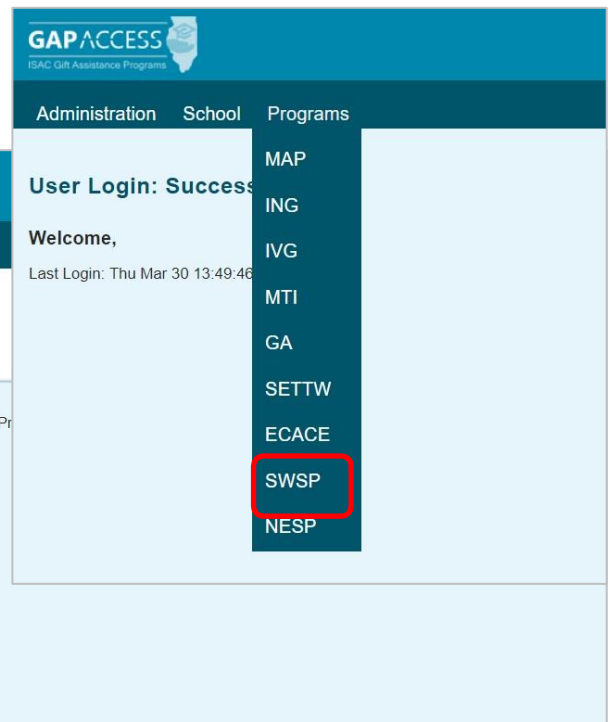 GAP ACCESS
ISAC Gift Assistance Programs
Administration School Programs
MAP
User Login: Success
ING
Welcome,
IVG
Last Login: Thu Mar 30 13:49:46
MTI
GA
SETTW
Pr
ECACE
SWSP
NESP